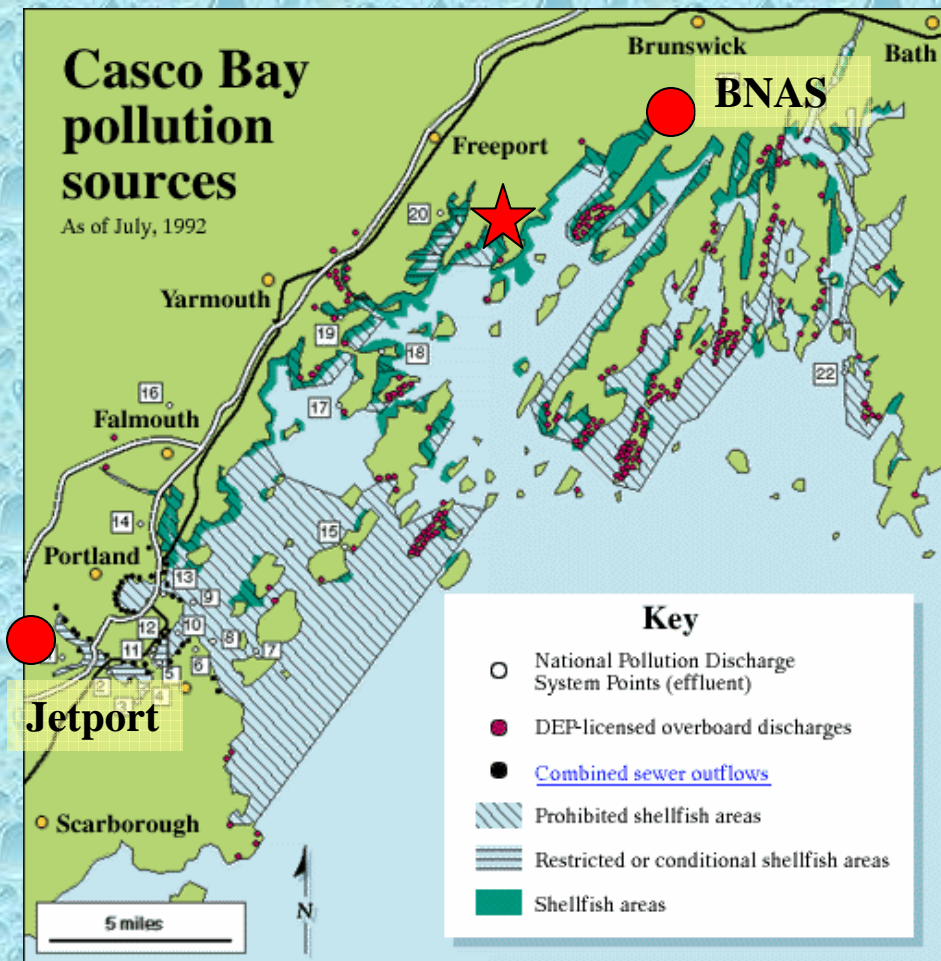 Casco Bay
pollution
sources
As of July, 1992
Brunswick
Bath
BNAS
Freeport
20
Yarmouth
19
18
17
16
Falmouth
22
14
15
Portland
13
9
12
10
8
11
7
6
5
2
3
4
Jetport
Scarborough
5 miles
N
Key
National Pollution Discharge
System Points (effluent)
DEP-licensed overboard discharges
Combined sewer outflows
Prohibited shellfish areas
Restricted or conditional shellfish areas
Shellfish areas